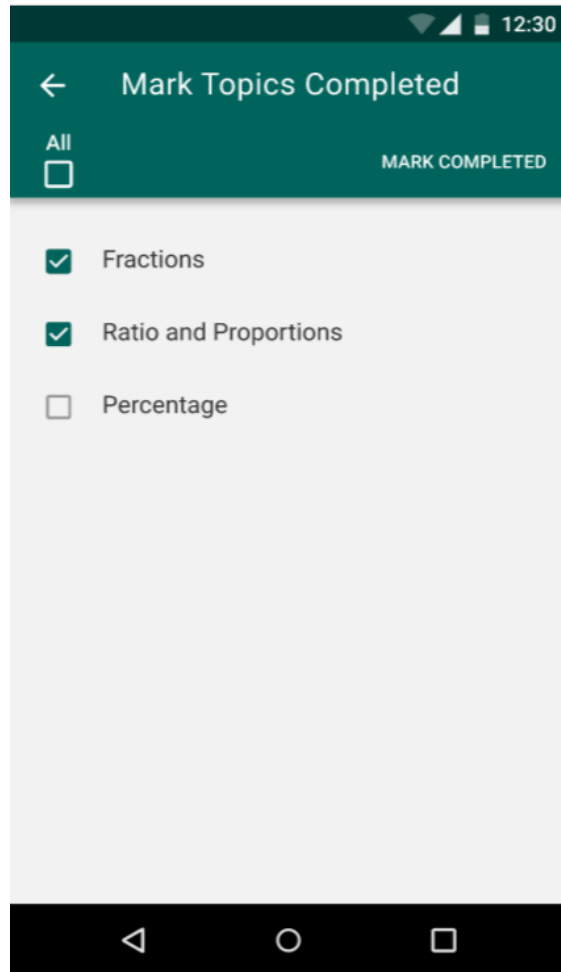 12:30
Mark Topics Completed
All
MARK COMPLETED
Fractions
Ratio and Proportions
Percentage